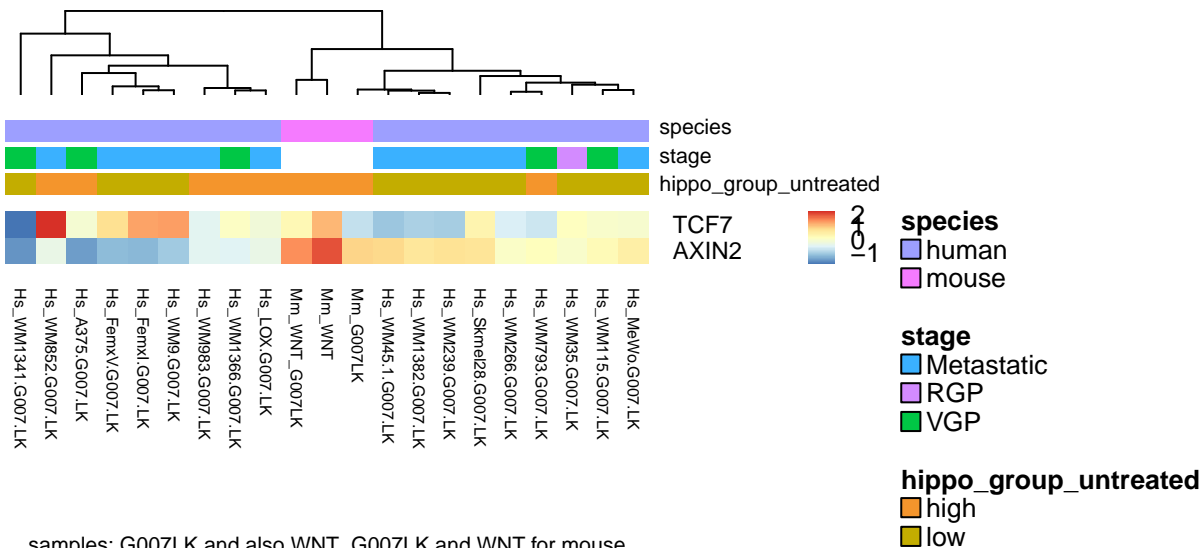 species
stage
hippo_group_untreated
TCF7
AXIN2
2
1
0
−1
Hs_WM1341.G007.LK
Hs_WM852.G007.LK
Hs_A375.G007.LK
Hs_FemxV.G007.LK
Hs_FemxI.G007.LK
Hs_WM9.G007.LK
Hs_WM983.G007.LK
Hs_WM1366.G007.LK
Hs_LOX.G007.LK
Mm_WNT_G007LK
Mm_WNT
Mm_G007LK
Hs_WM45.1.G007.LK
Hs_WM1382.G007.LK
Hs_WM239.G007.LK
Hs_Skmel28.G007.LK
Hs_WM266.G007.LK
Hs_WM793.G007.LK
Hs_WM35.G007.LK
Hs_WM115.G007.LK
Hs_MeWo.G007.LK
species
human
mouse
stage
Metastatic
RGP
VGP
hippo_group_untreated
high
low
samples: G007LK and also WNT, G007LK and WNT for mouse